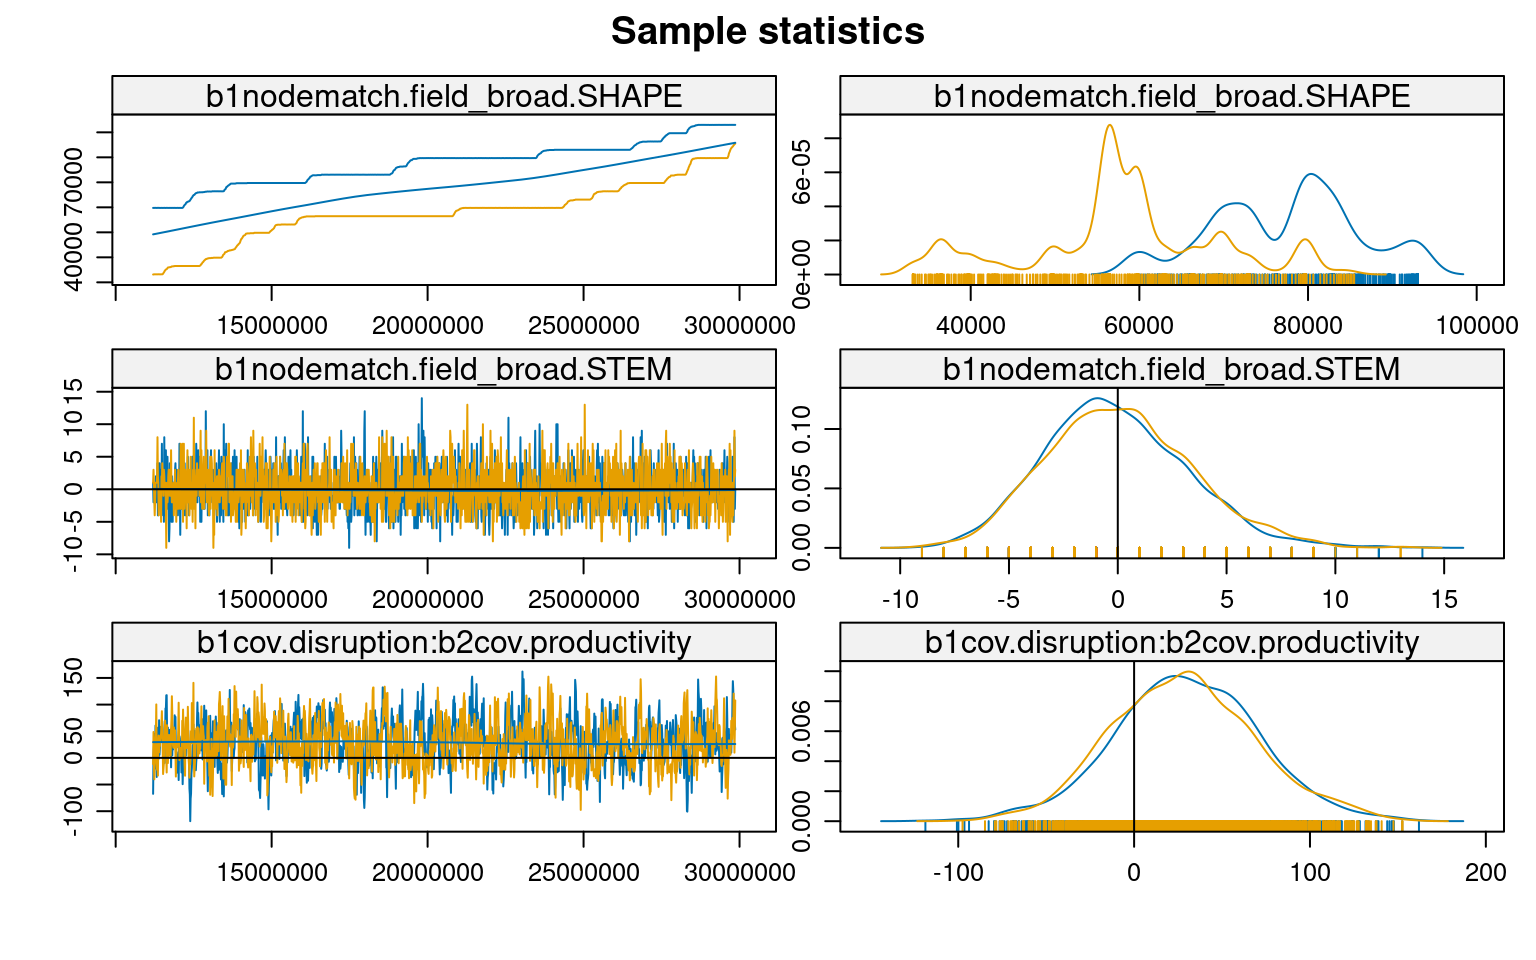 Sample statistics
b1nodematch.field_broad.SHAPE
40000 70000
15000000 20000000 25000000 30000000
b1nodematch.field_broad.SHAPE
0e+00 6e-05
40000 60000 80000 100000
b1nodematch.field_broad.STEM
-10 -5 0 5 10 15
15000000 20000000 25000000 30000000
b1nodematch.field_broad.STEM
0.00 0.05 0.10
-10 -5 0 5 10 15
b1cov.disruption:b2cov.productivity
-100 0 50 150
15000000 20000000 25000000 30000000
b1cov.disruption:b2cov.productivity
0.000 0.006
-100 0 100 200